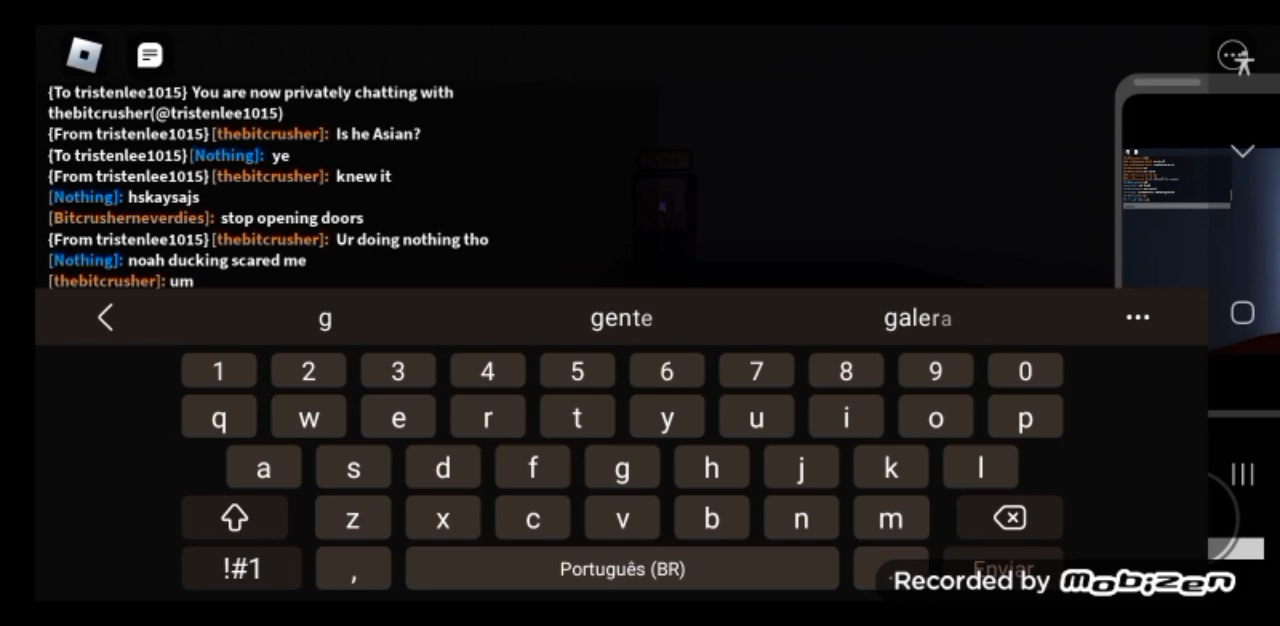 {To tristenlee1015} You are now privately chatting with
thebitcrusher(@tristenlee1015)
{From tristenlee1015}[thebitcrusher]: Is he Asian?
{To tristenlee1015}[Nothing]: ye
{From tristenlee1015}[thebitcrusher]: knew it
[Nothing]: hskaysajs
[Bitcrusherneverdies]: stop opening doors
{From tristenlee1015}[thebitcrusher]: Ur doing nothing tho
[Nothing]: noah ducking scared me
[thebitcrusher]: um
g gente galera
1 2 3 4 5 6 7 8 9 0
q w e r t y u i o p
a s d f g h j k l
z x c v b n m
!#1 , Português (BR) . Enviar
Recorded by mobizen